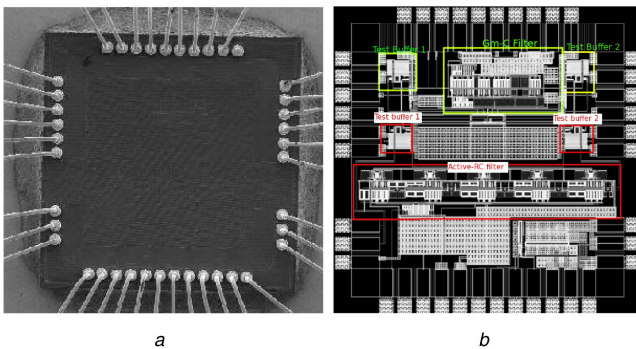 Gm-C Filter
Test Buffer 1
Test Buffer 2
Test buffer 1
Test buffer 2
Active-RC filter
a
b